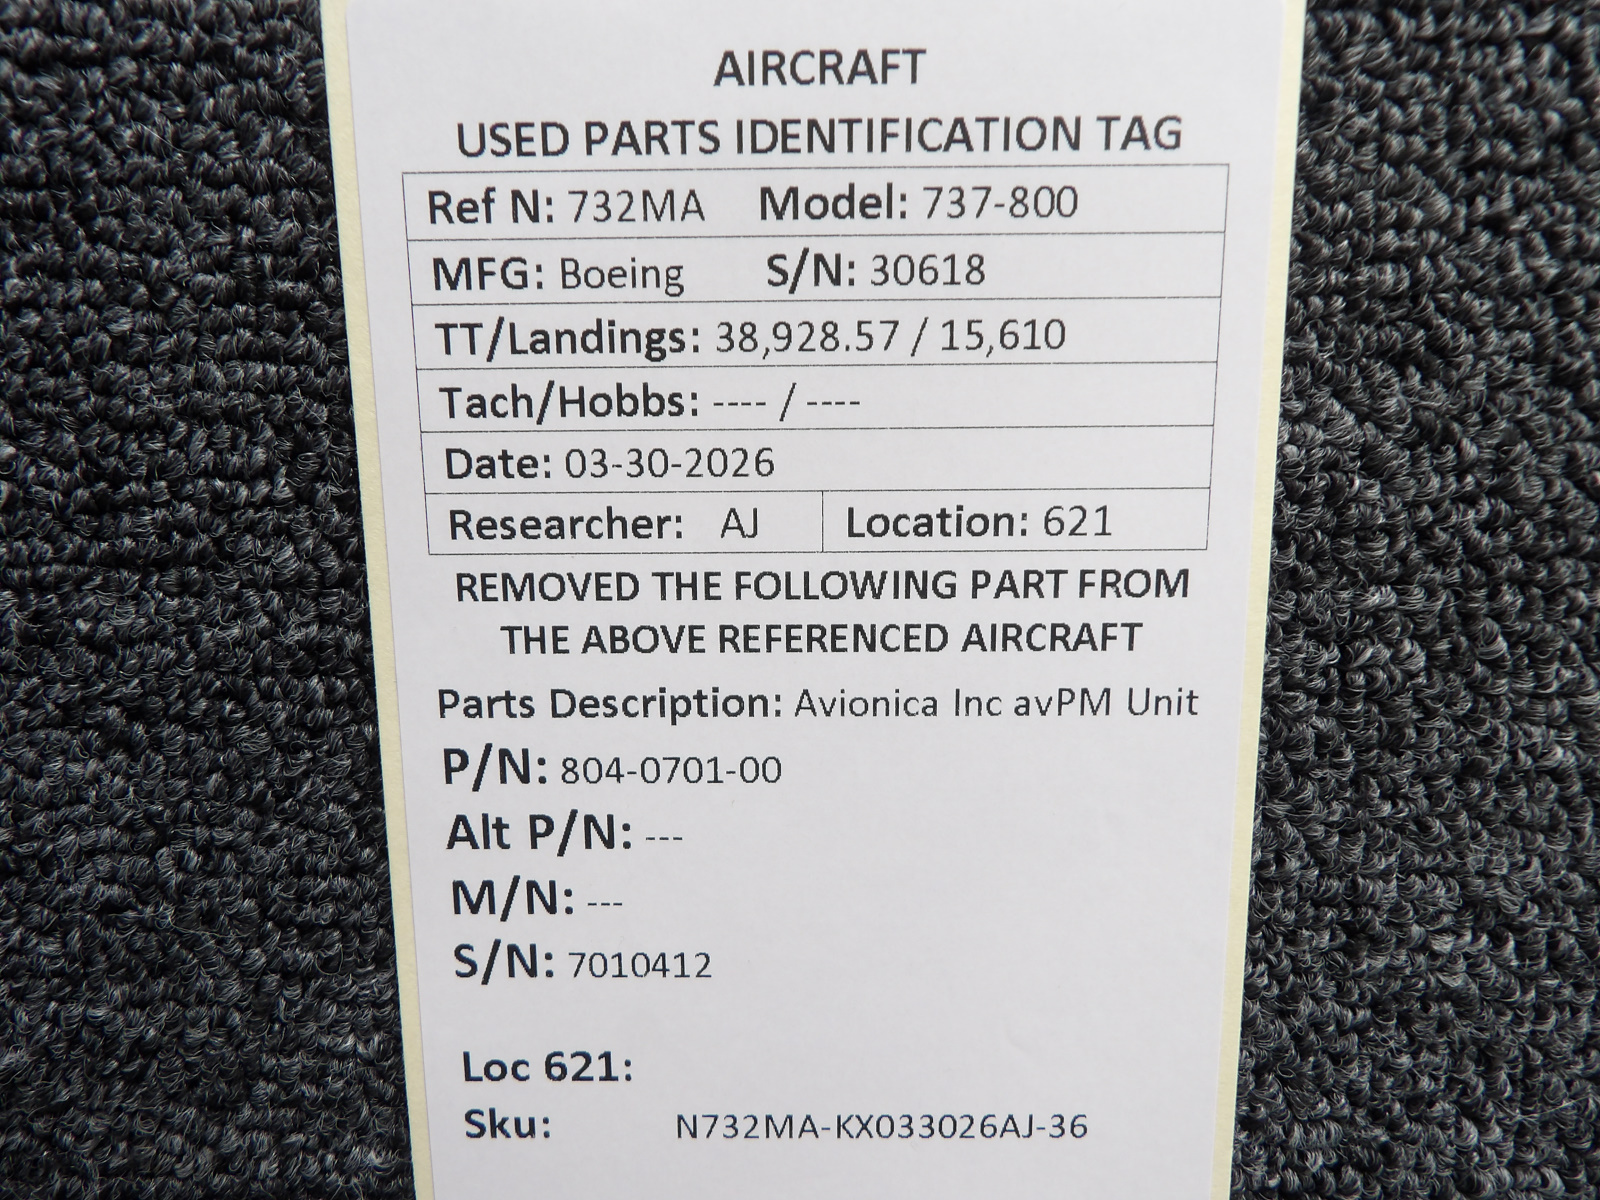 AIRCRAFT
USED PARTS IDENTIFICATION TAG
Ref N: 732MA Model: 737-800
MFG: Boeing S/N: 30618
TT/Landings: 38,928.57 / 15,610
Tach/Hobbs: ---- / ----
Date: 03-30-2026
Researcher: AJ Location: 621
REMOVED THE FOLLOWING PART FROM
THE ABOVE REFERENCED AIRCRAFT
Parts Description: Avionica Inc avPM Unit
P/N: 804-0701-00
Alt P/N: ---
M/N: ---
S/N: 7010412
Loc 621:
Sku: N732MA-KX033026AJ-36